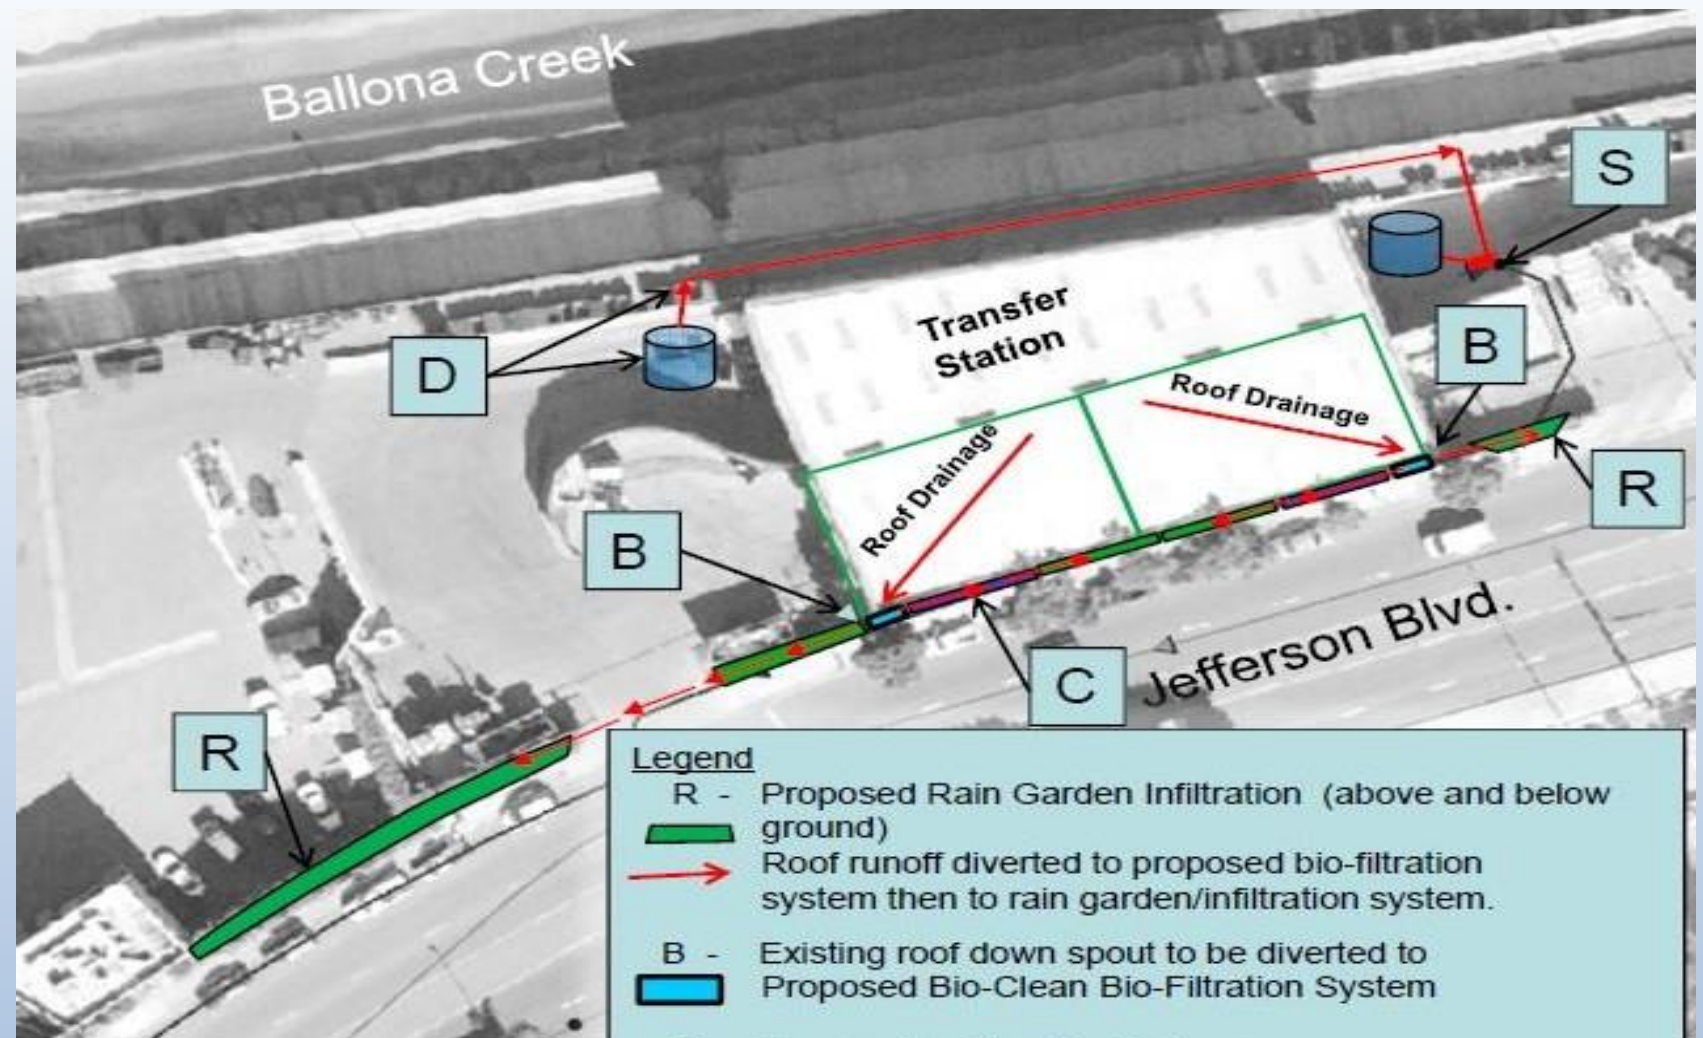 Ballona Creek
S
Transfer
Station
D
B
Roof Drainage
Roof Drainage
R
B
C
Jefferson Blvd.
R
Legend
R - Proposed Rain Garden Infiltration (above and below
ground)
Roof runoff diverted to proposed bio-filtration
system then to rain garden/infiltration system.
B - Existing roof down spout to be diverted to
Proposed Bio-Clean Bio-Filtration System